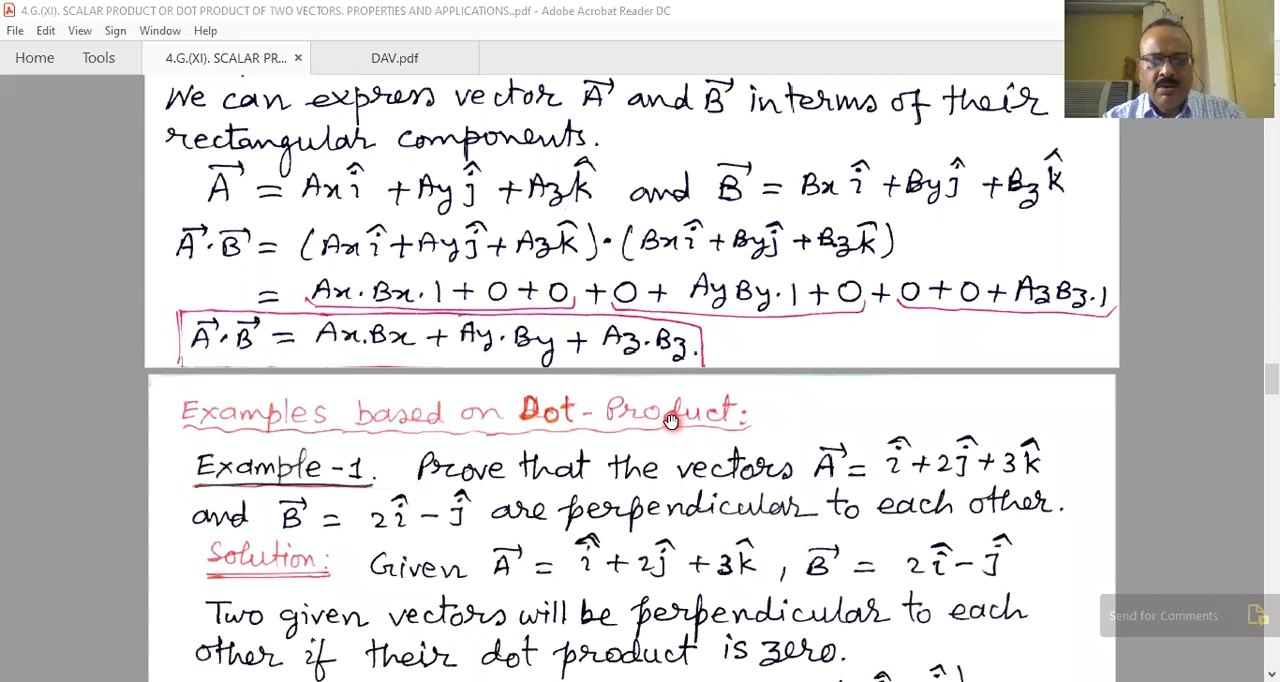 4.G.(XI). SCALAR PRODUCT OR DOT PRODUCT OF TWO VECTORS. PROPERTIES AND APPLICATIONS..pdf - Adobe Acrobat Reader DC
File Edit View Sign Window Help
Home Tools 4.G.(XI). SCALAR PR... × DAV.pdf
We can express vector A⃗ and B⃗ in terms of their
rectangular components.
A⃗ = Ax î + Ay ĵ + Az k̂ and B⃗ = Bx î + By ĵ + Bz k̂
A⃗·B⃗ = (Ax î + Ay ĵ + Az k̂)·(Bx î + By ĵ + Bz k̂)
= Ax·Bx·1 + 0 + 0 + 0 + Ay By·1 + 0 + 0 + 0 + Az Bz·1
A⃗·B⃗ = Ax.Bx + Ay·By + Az·Bz.
Examples based on Dot-Product:
Example-1. Prove that the vectors A⃗ = î + 2ĵ + 3k̂
and B⃗ = 2î - ĵ are perpendicular to each other.
Solution: Given A⃗ = î + 2ĵ + 3k̂, B⃗ = 2î - ĵ
Two given vectors will be perpendicular to each
other if their dot product is zero.
Send for Comments